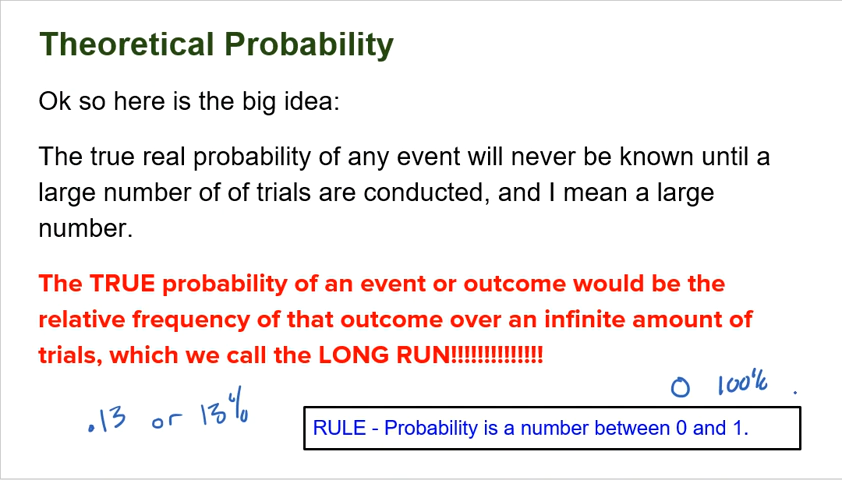 Theoretical Probability
Ok so here is the big idea:
The true real probability of any event will never be known until a
large number of of trials are conducted, and I mean a large
number.
The TRUE probability of an event or outcome would be the
relative frequency of that outcome over an infinite amount of
trials, which we call the LONG RUN!!!!!!!!!!!!!!
0 100%
.13 or 13%
RULE - Probability is a number between 0 and 1.